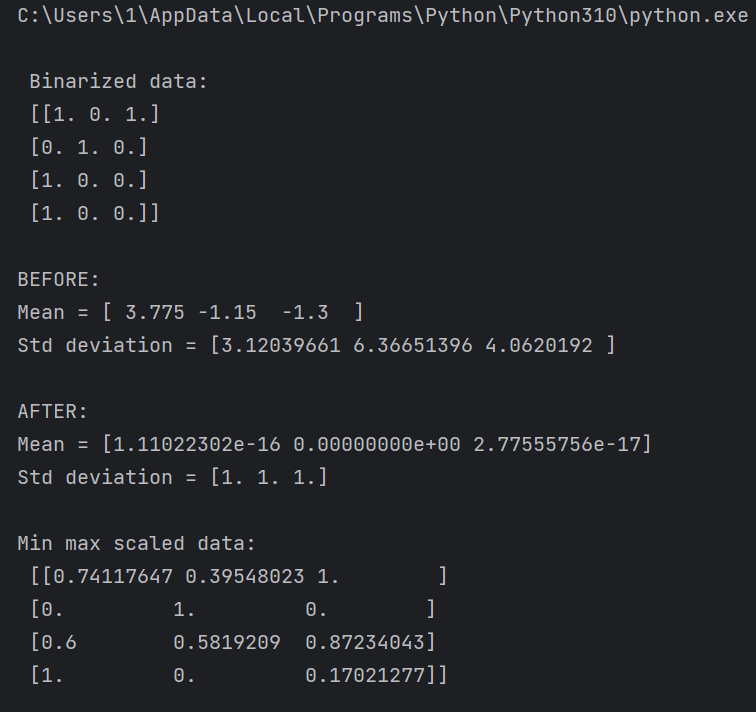 C:\Users\1\AppData\Local\Programs\Python\Python310\python.exe
Binarized data:
[[1. 0. 1.]
[0. 1. 0.]
[1. 0. 0.]
[1. 0. 0.]]
BEFORE:
Mean = [ 3.775 -1.15  -1.3  ]
Std deviation = [3.12039661 6.36651396 4.0620192 ]
AFTER:
Mean = [1.11022302e-16 0.00000000e+00 2.77555756e-17]
Std deviation = [1. 1. 1.]
Min max scaled data:
[[0.74117647 0.39548023 1.        ]
[0.         1.         0.        ]
[0.6        0.5819209  0.87234043]
[1.         0.         0.17021277]]